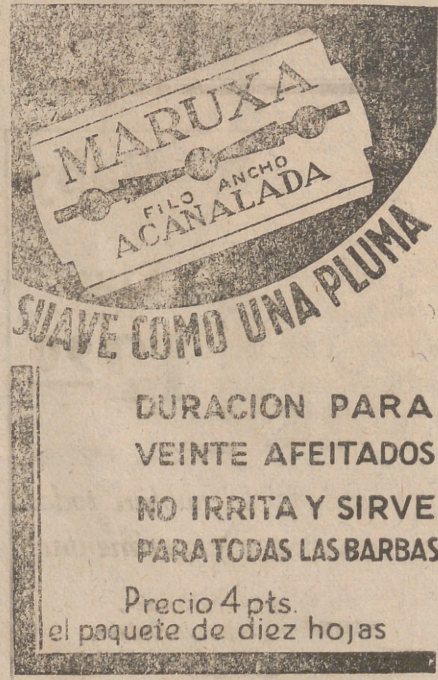 MARUXA
FILO ANCHO
ACANALADA
SUAVE COMO UNA PLUMA
DURACION PARA
VEINTE AFEITADOS
NO IRRITA Y SIRVE
PARA TODAS LAS BARBAS
Precio 4 pts.
el paquete de diez hojas